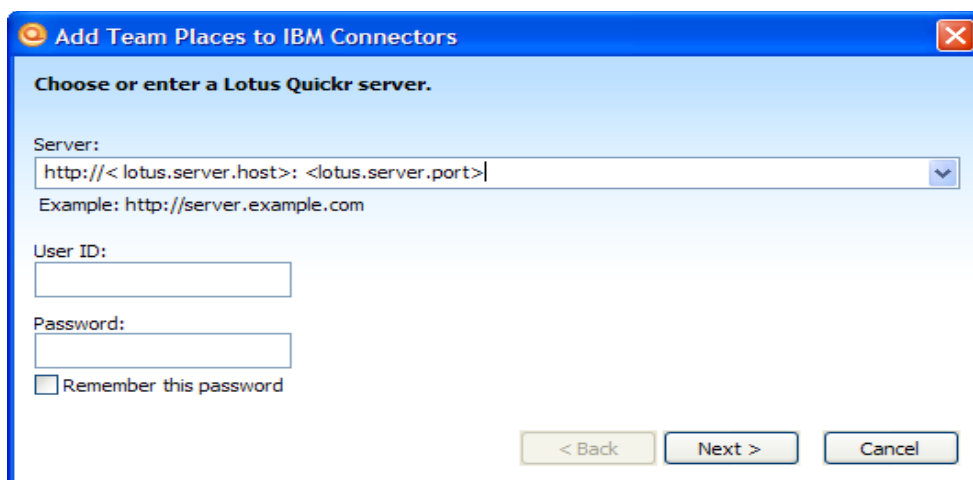 Add Team Places to IBM Connectors
Choose or enter a Lotus Quickr server.
Server:
http://< lotus.server.host>: <lotus.server.port>
Example: http://server.example.com
User ID:
Password:
Remember this password
< Back Next > Cancel